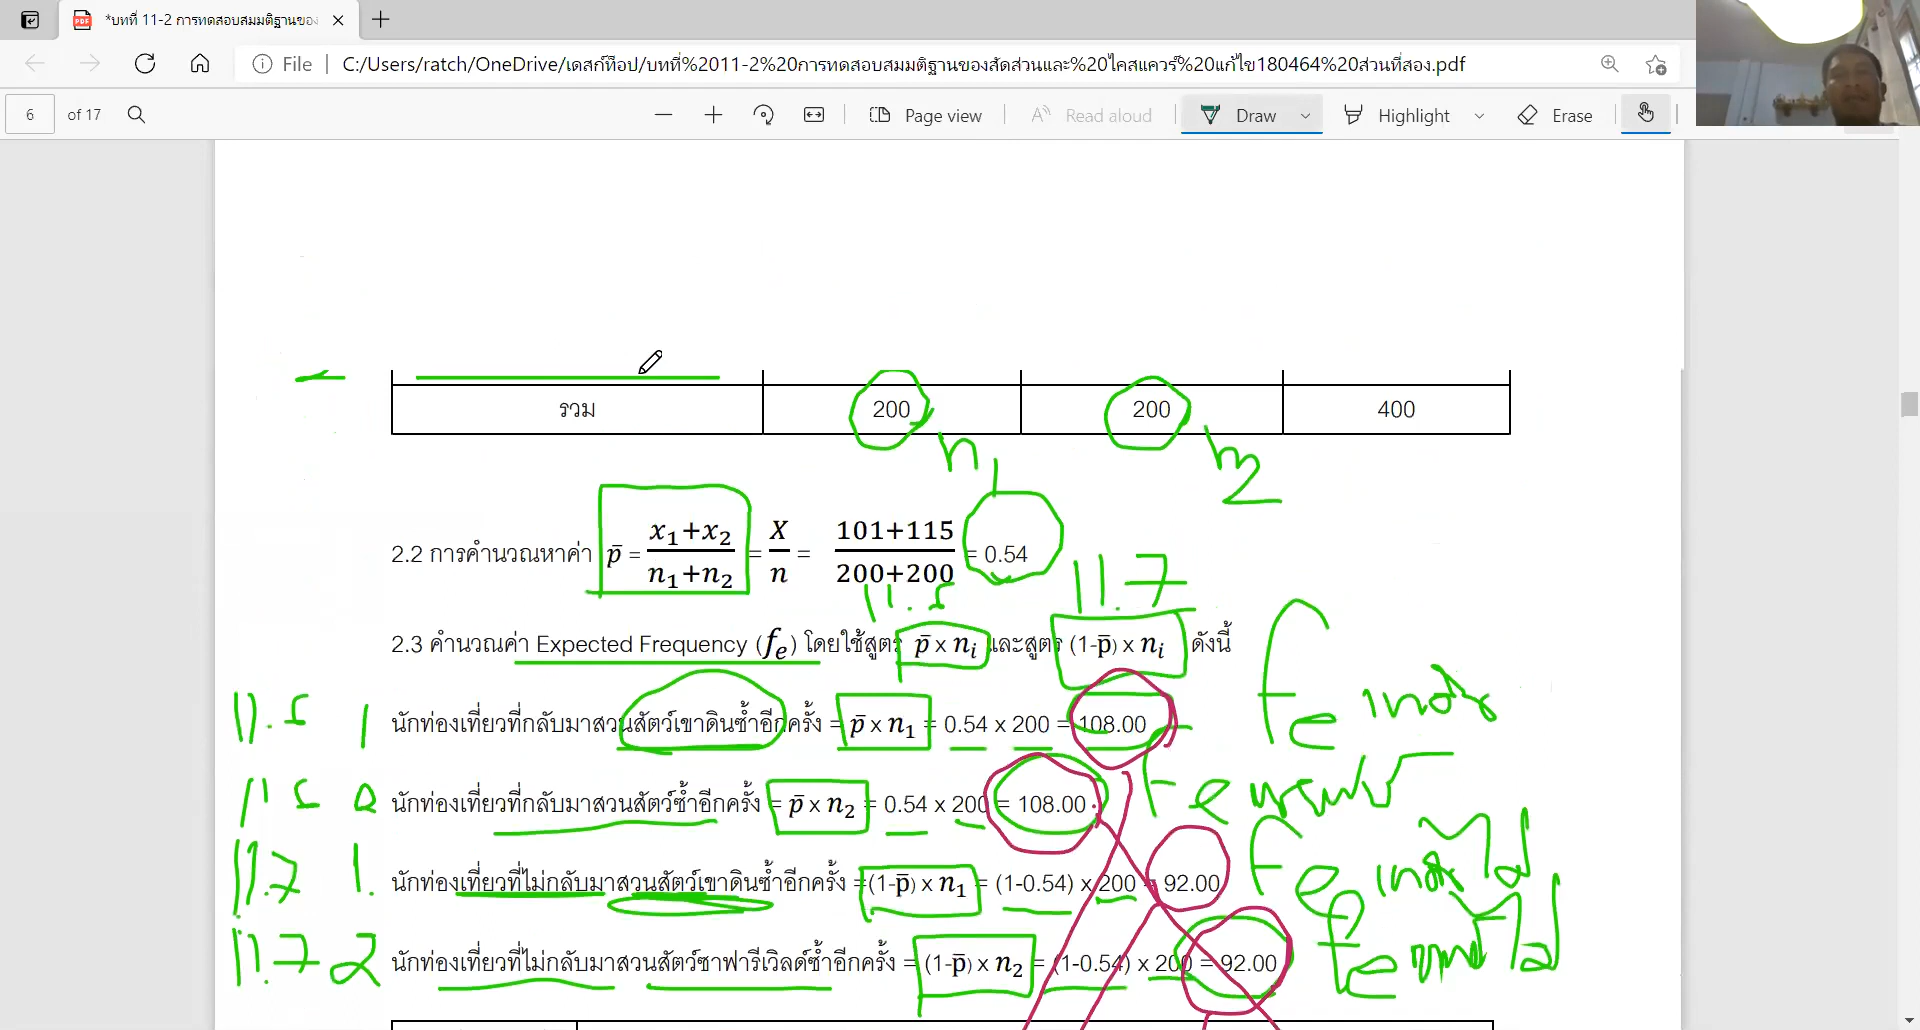 *บทที่ 11-2 การทดสอบสมมติฐานของ
File
C:/Users/ratch/OneDrive/เดสก์ท็อป/บทที่%2011-2%20การทดสอบสมมติฐานของสัดส่วนและ%20ไคสแควร์%20แก้ไข180464%20ส่วนที่สอง.pdf
6 of 17 Page view Read aloud Draw Highlight Erase
รวม 200 200 400
n1 n2
2.2 การคำนวณหาค่า p̄ = x₁+x₂ / n₁+n₂ = X / n = 101+115 / 200+200 = 0.54
11.7
2.3 คำนวณค่า Expected Frequency (fₑ) โดยใช้สูตร p̄ x nᵢ และสูตร (1-p̄) x nᵢ ดังนี้
1 นักท่องเที่ยวที่กลับมาสวนสัตว์เขาดินซ้ำอีกครั้ง = p̄ x n₁ = 0.54 x 200 = 108.00 fe
นักท่องเที่ยวที่กลับมาสวนสัตว์ซ้ำอีกครั้ง = p̄ x n₂ = 0.54 x 200 = 108.00 fe
11.7 1. นักท่องเที่ยวที่ไม่กลับมาสวนสัตว์เขาดินซ้ำอีกครั้ง =(1-p̄) x n₁ = (1-0.54) x 200 = 92.00 fe
11.7 2 นักท่องเที่ยวที่ไม่กลับมาสวนสัตว์ซาฟารีเวิลด์ซ้ำอีกครั้ง = (1-p̄) x n₂ = (1-0.54) x 200 = 92.00 fe